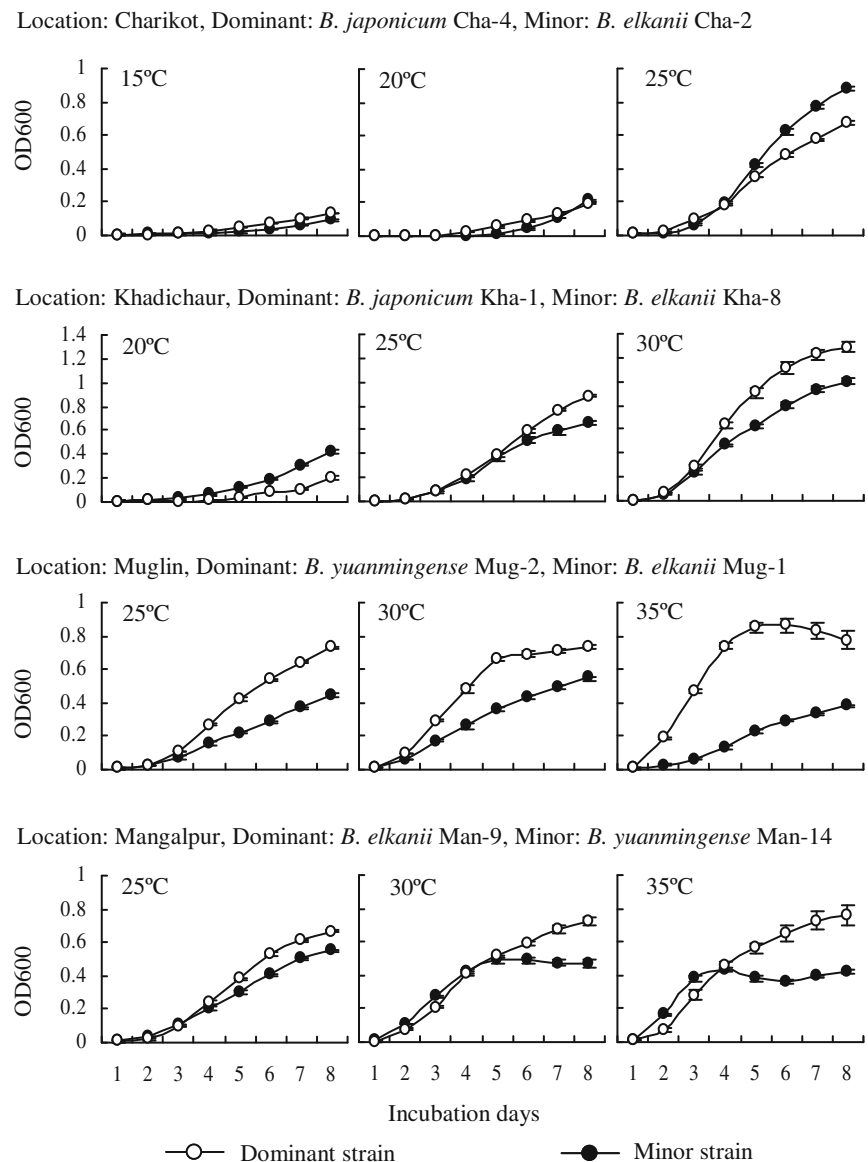 Location: Charikot, Dominant: B. japonicum Cha-4, Minor: B. elkanii Cha-2
15ºC 20ºC 25ºC
1
0.8
0.6
0.4
0.2
0
OD600
Location: Khadichaur, Dominant: B. japonicum Kha-1, Minor: B. elkanii Kha-8
20ºC 25ºC 30ºC
1.4
1.2
1
0.8
0.6
0.4
0.2
0
OD600
Location: Muglin, Dominant: B. yuanmingense Mug-2, Minor: B. elkanii Mug-1
25ºC 30ºC 35ºC
1
0.8
0.6
0.4
0.2
0
OD600
Location: Mangalpur, Dominant: B. elkanii Man-9, Minor: B. yuanmingense Man-14
25ºC 30ºC 35ºC
1
0.8
0.6
0.4
0.2
0
OD600
1 2 3 4 5 6 7 8 1 2 3 4 5 6 7 8 1 2 3 4 5 6 7 8
Incubation days
Dominant strain Minor strain